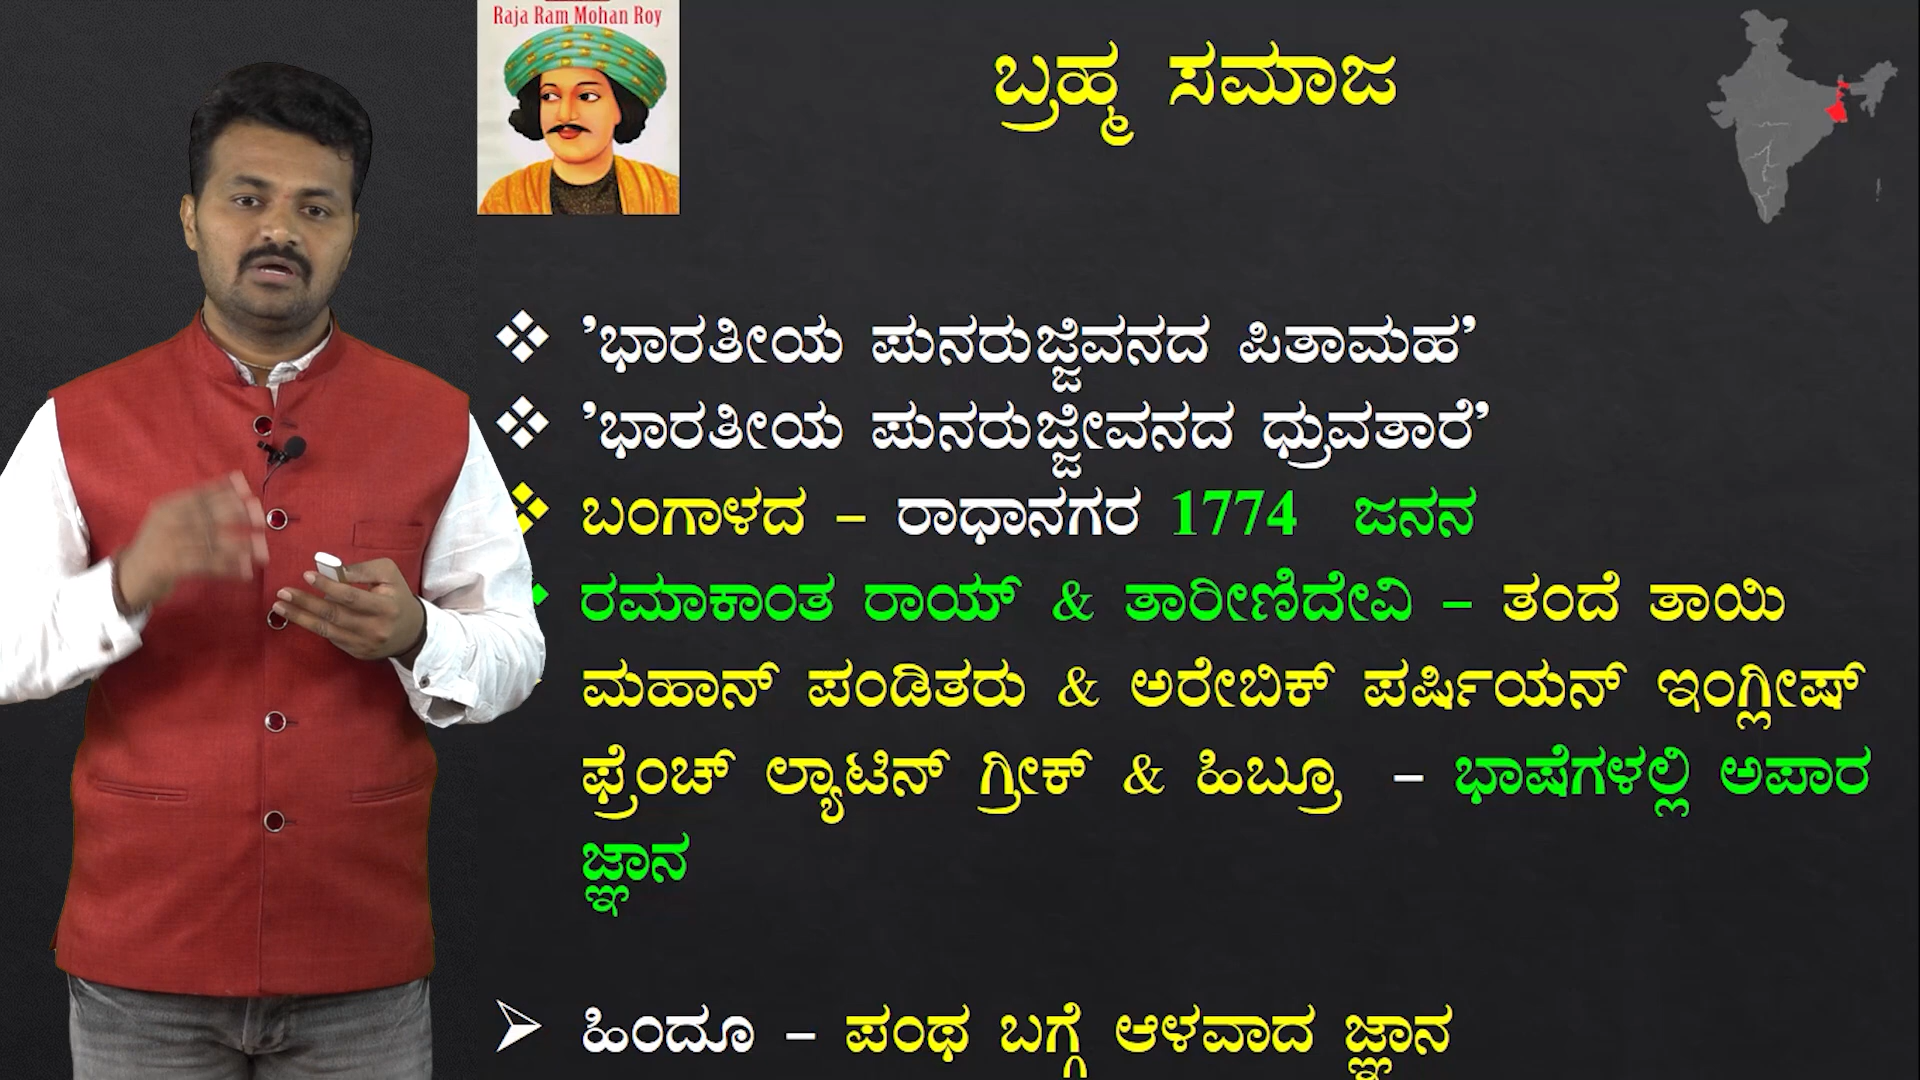 Raja Ram Mohan Roy
ಬ್ರಹ್ಮ ಸಮಾಜ
’ಭಾರತೀಯ ಪುನರುಜ್ಜಿವನದ ಪಿತಾಮಹ’
’ಭಾರತೀಯ ಪುನರುಜ್ಜೀವನದ ಧ್ರುವತಾರೆ’
ಬಂಗಾಳದ – ರಾಧಾನಗರ 1774 ಜನನ
ರಮಾಕಾಂತ ರಾಯ್ & ತಾರೀಣಿದೇವಿ – ತಂದೆ ತಾಯಿ
ಮಹಾನ್ ಪಂಡಿತರು & ಅರೇಬಿಕ್ ಪರ್ಷಿಯನ್ ಇಂಗ್ಲೀಷ್
ಫ್ರೆಂಚ್ ಲ್ಯಾಟಿನ್ ಗ್ರೀಕ್ & ಹಿಬ್ರೂ – ಭಾಷೆಗಳಲ್ಲಿ ಅಪಾರ
ಜ್ಞಾನ
ಹಿಂದೂ – ಪಂಥ ಬಗ್ಗೆ ಆಳವಾದ ಜ್ಞಾನ